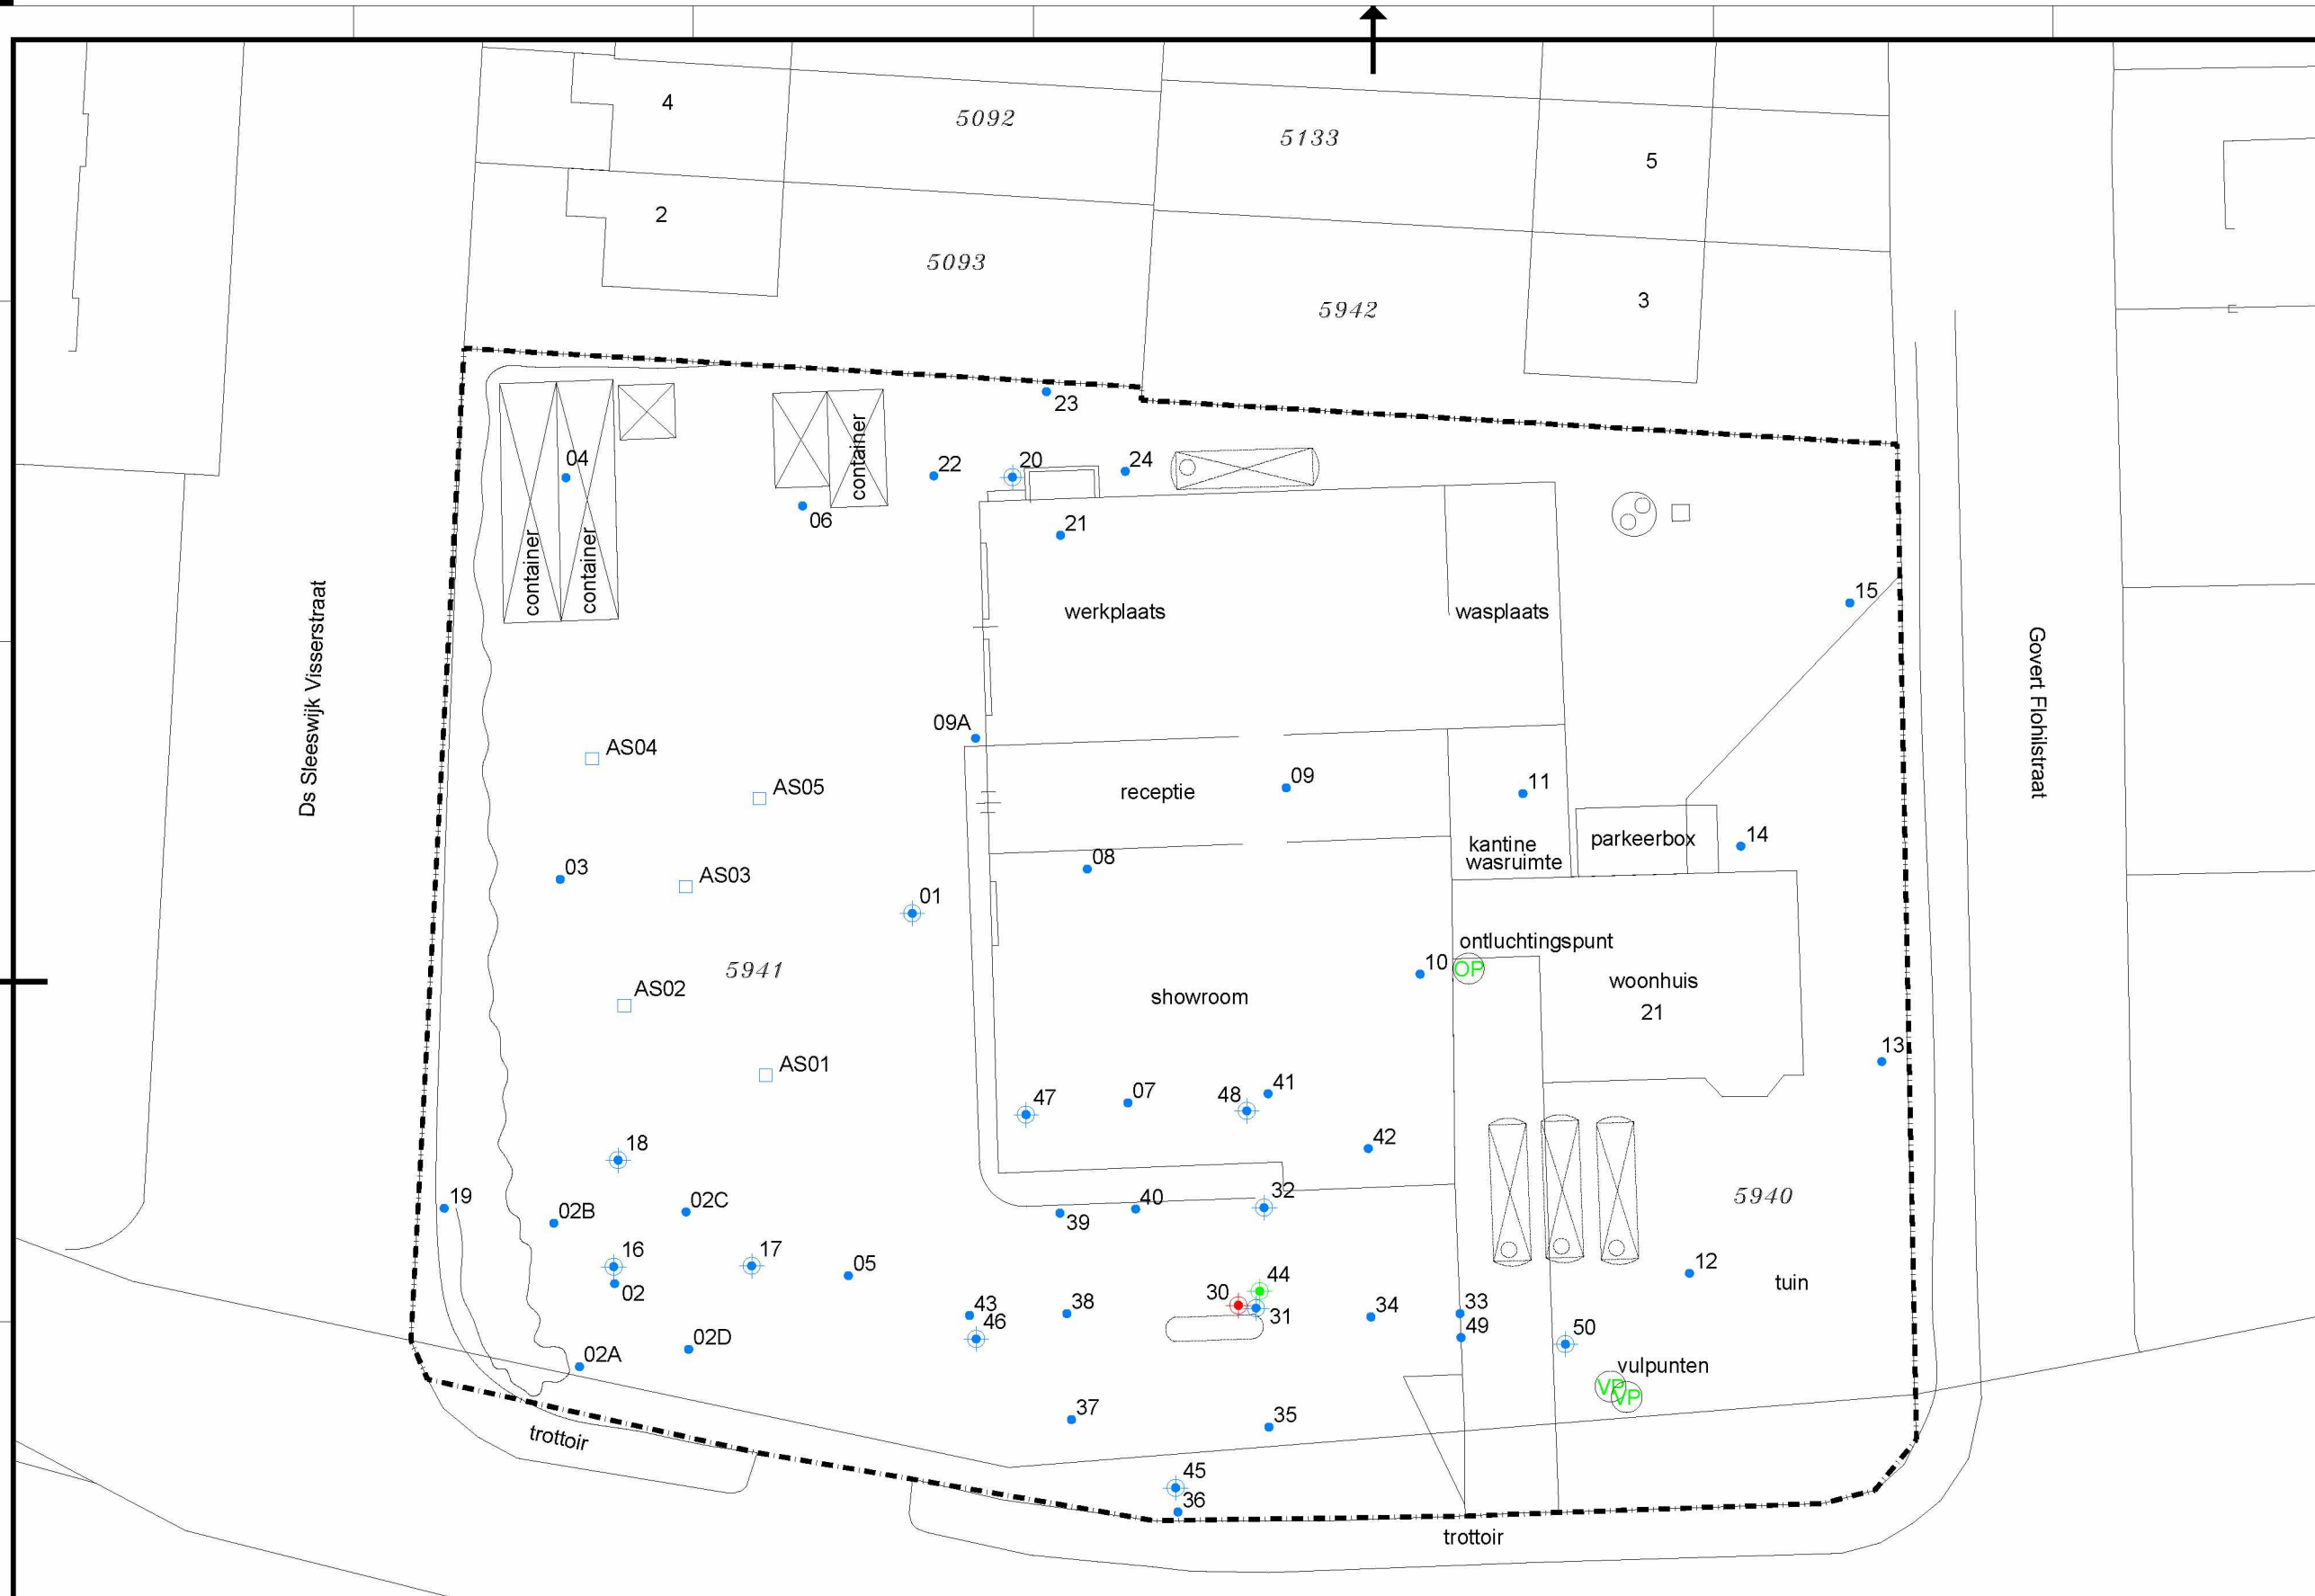 4
5092
5133
5
2
5093
5942
3
23
04
22
20
24
container
06
21
container
container
werkplaats
wasplaats
15
Ds Sleeswijk Visserstraat
Govert Flohilstraat
09A
AS04
AS05
receptie
09
11
kantine
wasruimte
parkeerbox
14
03
AS03
08
01
5941
ontluchtingspunt
10
OP
AS02
showroom
woonhuis
21
13
AS01
47
07
48
41
18
42
19
02B
02C
39
40
32
5940
16
17
05
02
44
30
31
12
tuin
43
46
38
34
33
49
50
02A
02D
vulpunten
VP
VP
37
35
trottoir
45
36
trottoir